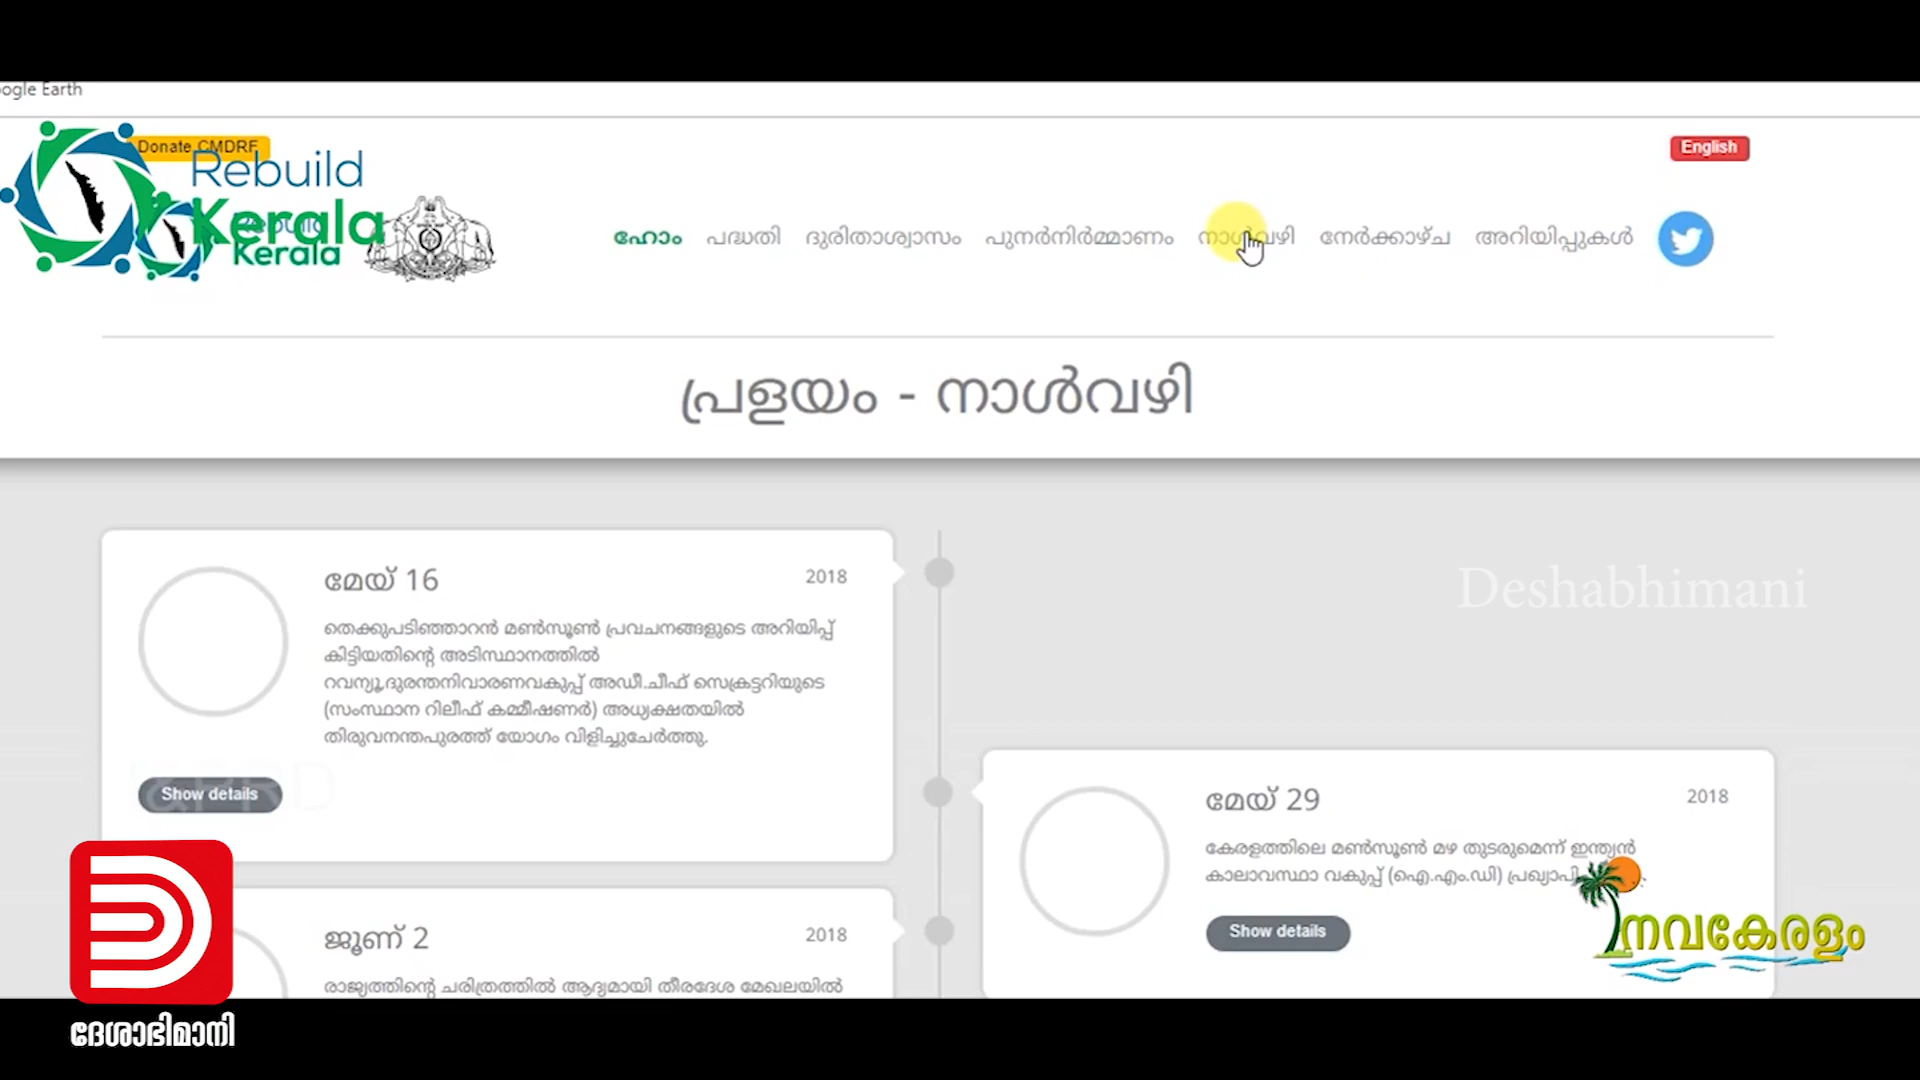 ogle Earth
Donate CMDRF
English
Rebuild
Kerala
Kerala
ഹോം പദ്ധതി ദുരിതാശ്വാസം പുനർനിർമ്മാണം നാൾവഴി നേർക്കാഴ്ച അറിയിപ്പുകൾ
പ്രളയം - നാൾവഴി
മേയ് 16
2018
തെക്കുപടിഞ്ഞാറൻ മൺസൂൺ പ്രവചനങ്ങളുടെ അറിയിപ്പ്
കിട്ടിയതിന്റെ അടിസ്ഥാനത്തിൽ
റവന്യൂ,ദുരന്തനിവാരണവകുപ്പ് അഡീ.ചീഫ് സെക്രട്ടറിയുടെ
(സംസ്ഥാന റിലീഫ് കമ്മീഷണർ) അധ്യക്ഷതയിൽ
തിരുവനന്തപുരത്ത് യോഗം വിളിച്ചുചേർത്തു.
Show details
Deshabhimani
മേയ് 29
2018
കേരളത്തിലെ മൺസൂൺ മഴ തുടരുമെന്ന് ഇന്ത്യൻ
കാലാവസ്ഥാ വകുപ്പ് (ഐ.എം.ഡി)
Show details
ജൂണ് 2
2018
രാജ്യത്തിന്റെ ചരിത്രത്തിൽ ആദ്യമായി തീരദേശ മേഖലയിൽ
നവകേരളം
ദേശാഭിമാനി